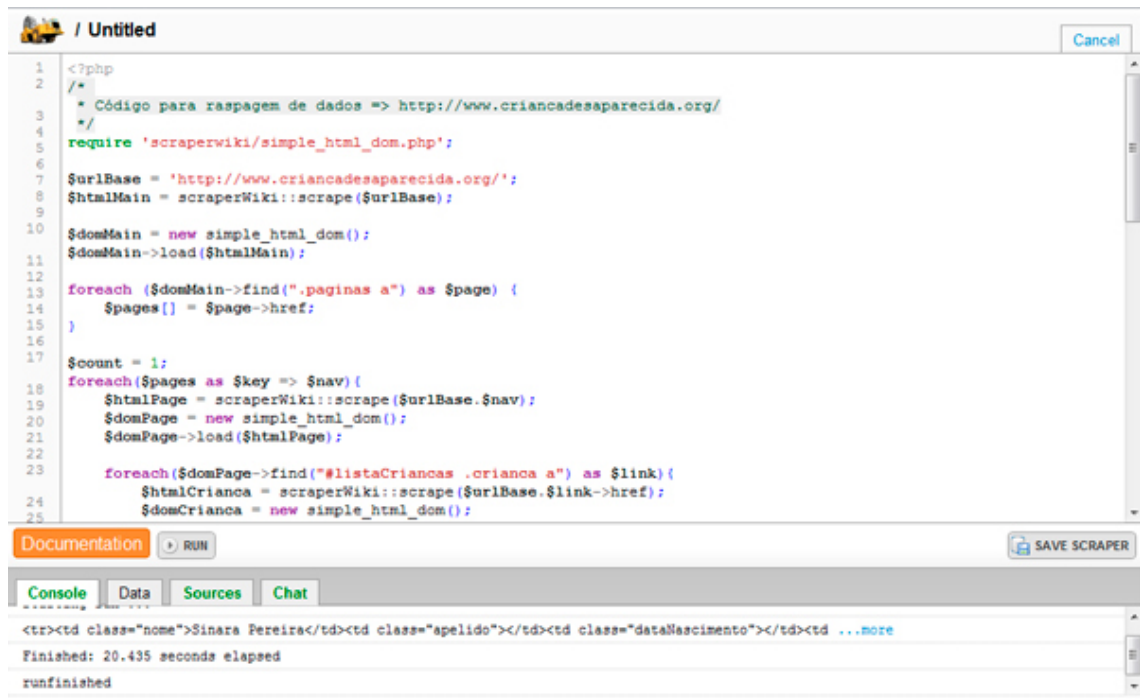 / Untitled
Cancel
1 <?php
2 /*
* Código para raspagem de dados => http://www.criancadesaparecida.org/
3 */
4
5 require 'scraperwiki/simple_html_dom.php';
6
7 $urlBase = 'http://www.criancadesaparecida.org/';
8 $htmlMain = scraperWiki::scrape($urlBase);
9
10 $domMain = new simple_html_dom();
11 $domMain->load($htmlMain);
12
13 foreach ($domMain->find(".paginas a") as $page) {
14 $pages[] = $page->href;
15 }
16
17 $count = 1;
18 foreach($pages as $key => $nav){
19 $htmlPage = scraperWiki::scrape($urlBase.$nav);
20 $domPage = new simple_html_dom();
21 $domPage->load($htmlPage);
22
23 foreach($domPage->find("#listaCriancas .crianca a") as $link){
24 $htmlCrianca = scraperWiki::scrape($urlBase.$link->href);
25 $domCrianca = new simple_html_dom();
Documentation RUN SAVE SCRAPER
Console Data Sources Chat
<tr><td class="nome">Sinara Pereira</td><td class="apelido"></td><td class="dataNascimento"></td><td ...more
Finished: 20.435 seconds elapsed
runfinished